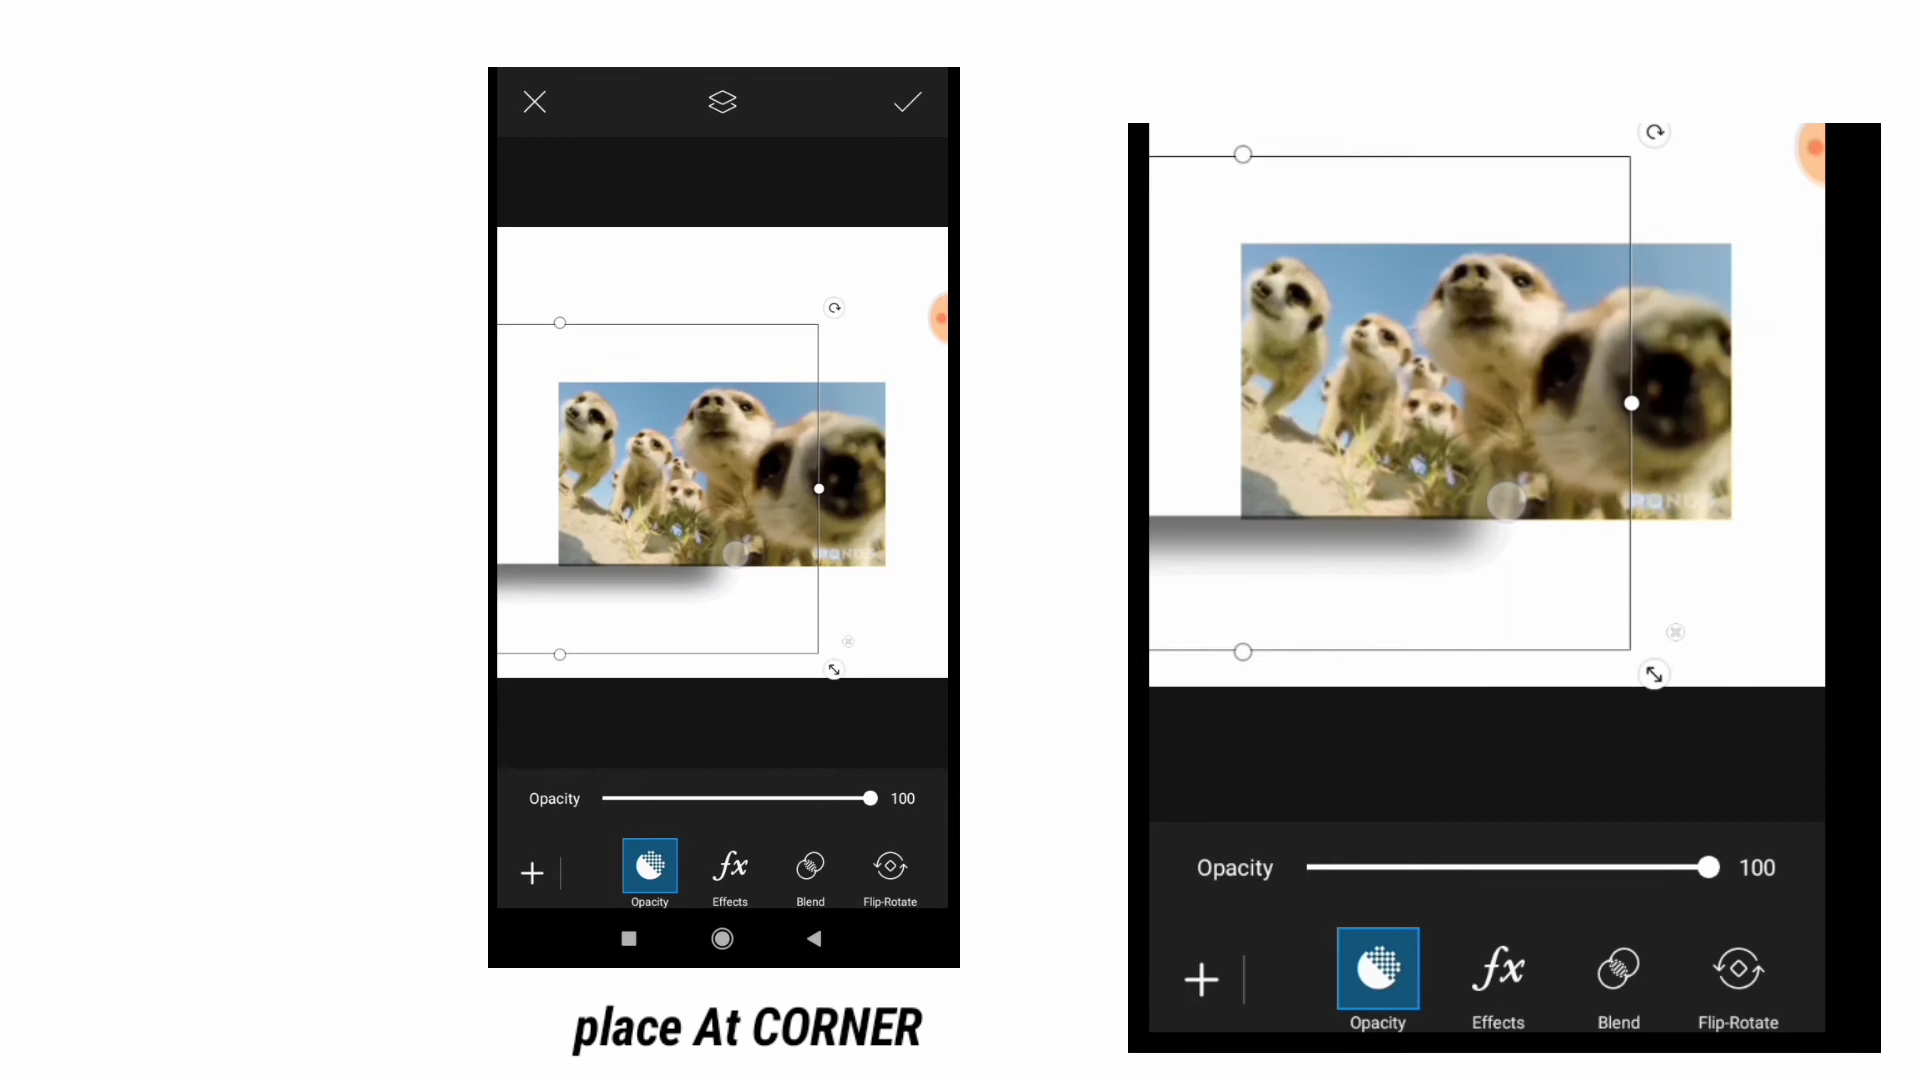 Opacity 100
Opacity Effects Blend Flip-Rotate
place At CORNER
Opacity 100
Opacity Effects Blend Flip-Rotate